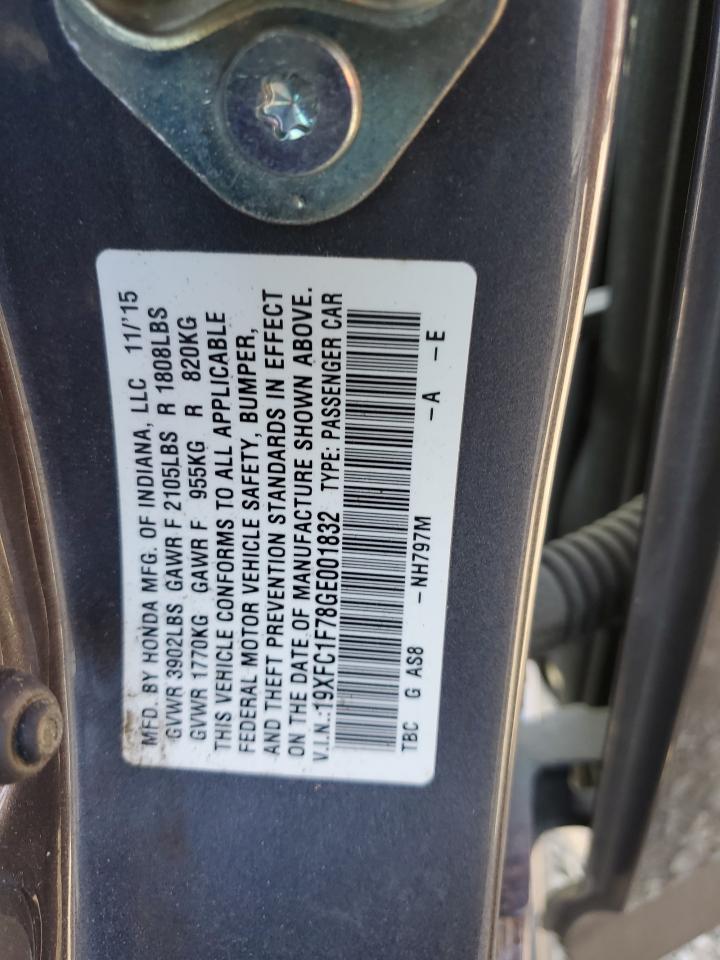 MFD. BY HONDA MFG. OF INDIANA, LLC 11/'15
GVWR 3902LBS GAWR F 2105LBS R 1808LBS
GVWR 1770KG GAWR F 955KG R 820KG
THIS VEHICLE CONFORMS TO ALL APPLICABLE
FEDERAL MOTOR VEHICLE SAFETY, BUMPER,
AND THEFT PREVENTION STANDARDS IN EFFECT
ON THE DATE OF MANUFACTURE SHOWN ABOVE.
V.I.N.:19XFC1F78GE001832 TYPE: PASSENGER CAR
TBC G AS8 -NH797M -A -E